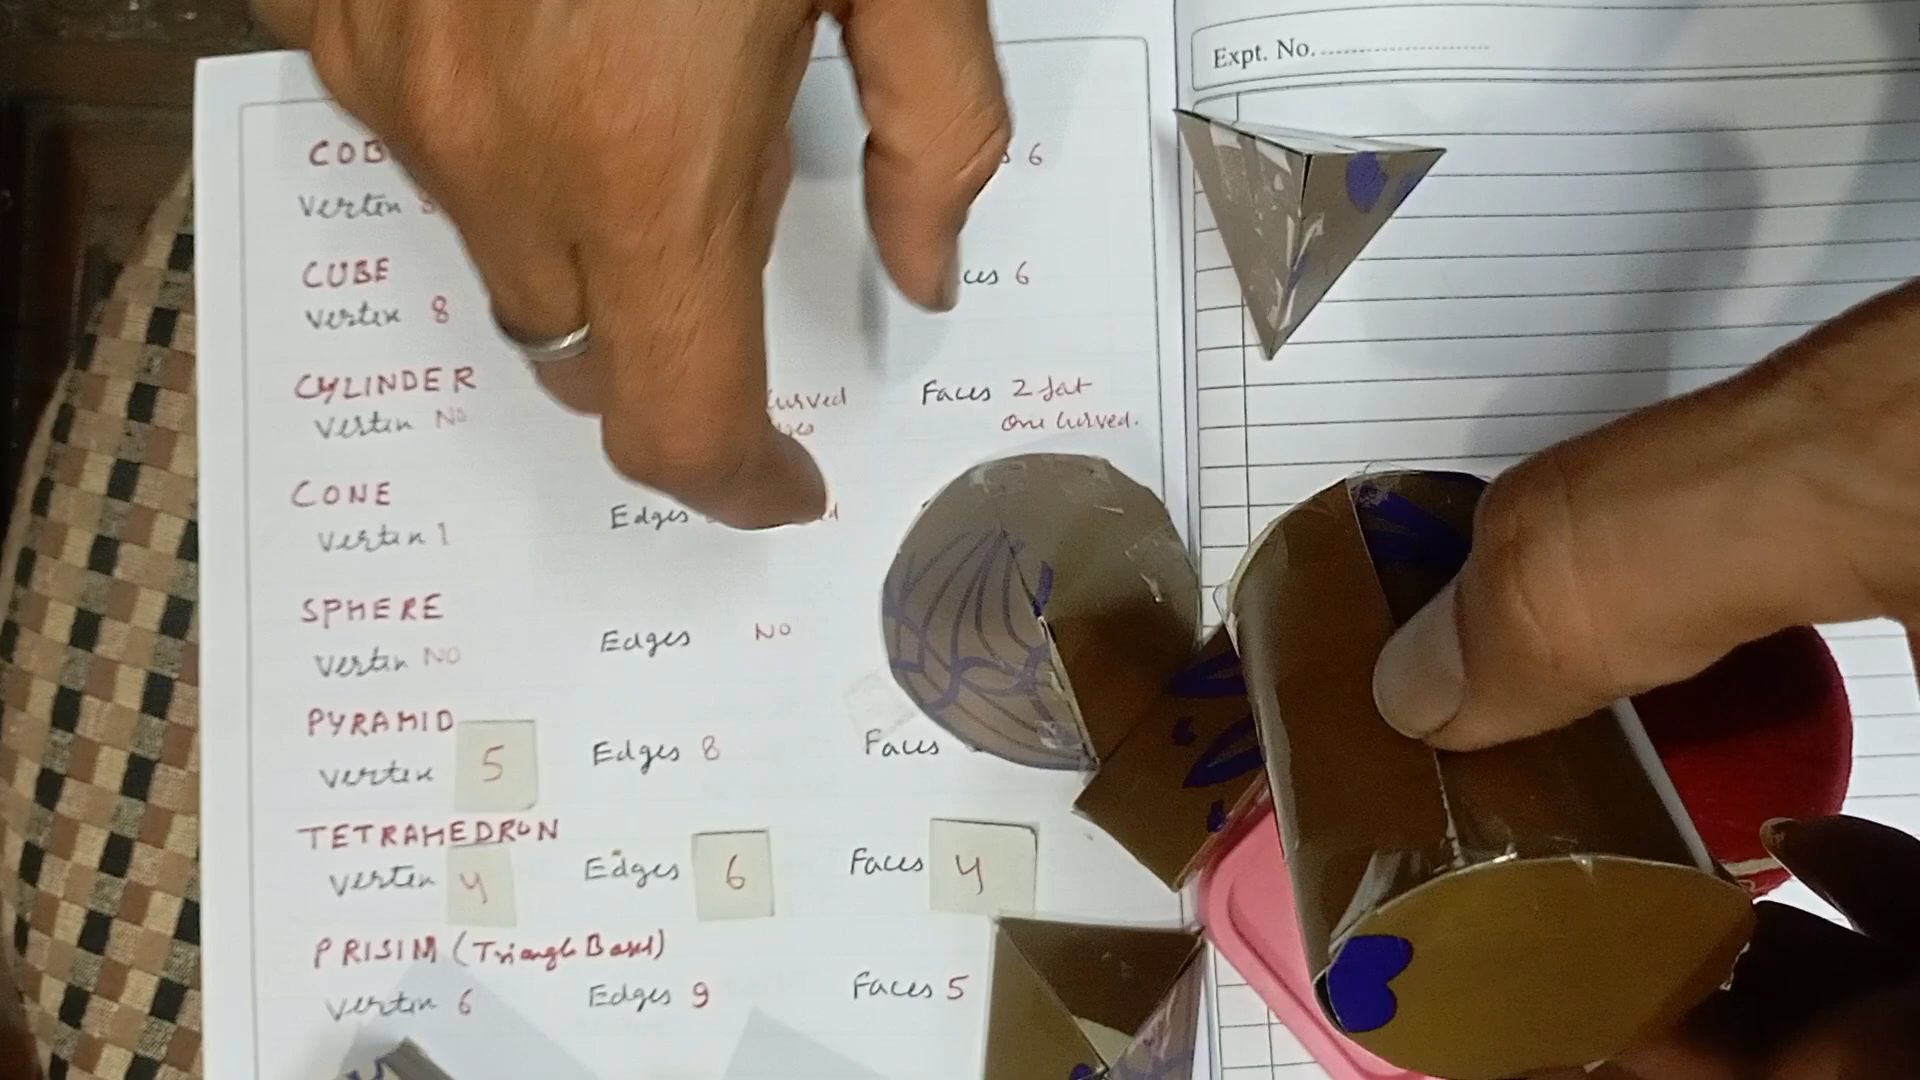 Expt. No.
6
Vertex
CUBE
6
Vertex 8
CYLINDER
Curved Faces 2 flat
Vertex No
One Curved.
CONE
Edges
Vertex 1
SPHERE
Edges NO
Vertex NO
PYRAMID
Edges 8 Faces
Vertex 5
TETRAHEDRON
Vertex 4 Edges 6 Faces 4
PRISIM (Triangle Based)
Vertex 6 Edges 9 Faces 5